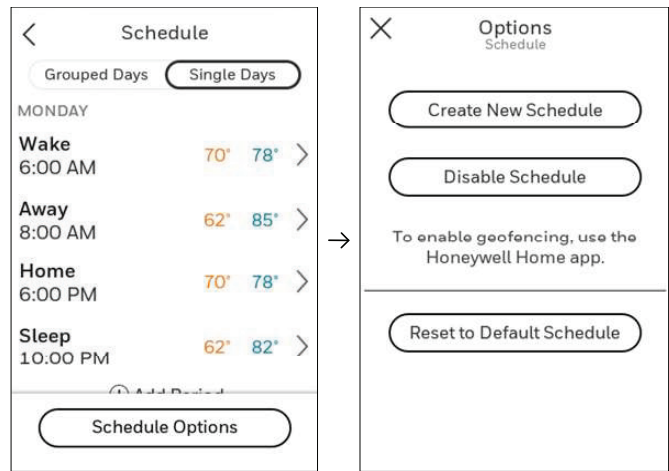 Schedule
Grouped Days Single Days
MONDAY
Wake
6:00 AM 70° 78°
Away
8:00 AM 62° 85°
Home
6:00 PM 70° 78°
Sleep
10:00 PM 62° 82°
Add Period
Schedule Options
Options
Schedule
Create New Schedule
Disable Schedule
To enable geofencing, use the
Honeywell Home app.
Reset to Default Schedule